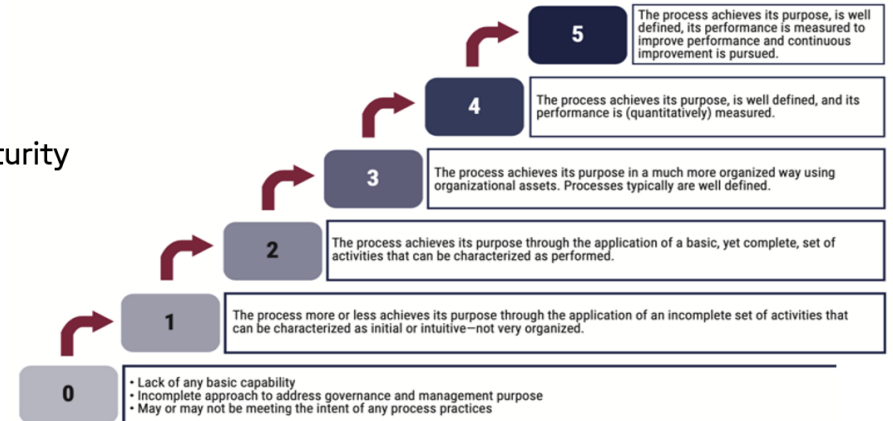 5
The process achieves its purpose, is well
defined, its performance is measured to
improve performance and continuous
improvement is pursued.
4
The process achieves its purpose, is well defined, and its
performance is (quantitatively) measured.
turity
3
The process achieves its purpose in a much more organized way using
organizational assets. Processes typically are well defined.
2
The process achieves its purpose through the application of a basic, yet complete, set of
activities that can be characterized as performed.
1
The process more or less achieves its purpose through the application of an incomplete set of activities that
can be characterized as initial or intuitive—not very organized.
0
• Lack of any basic capability
• Incomplete approach to address governance and management purpose
• May or may not be meeting the intent of any process practices